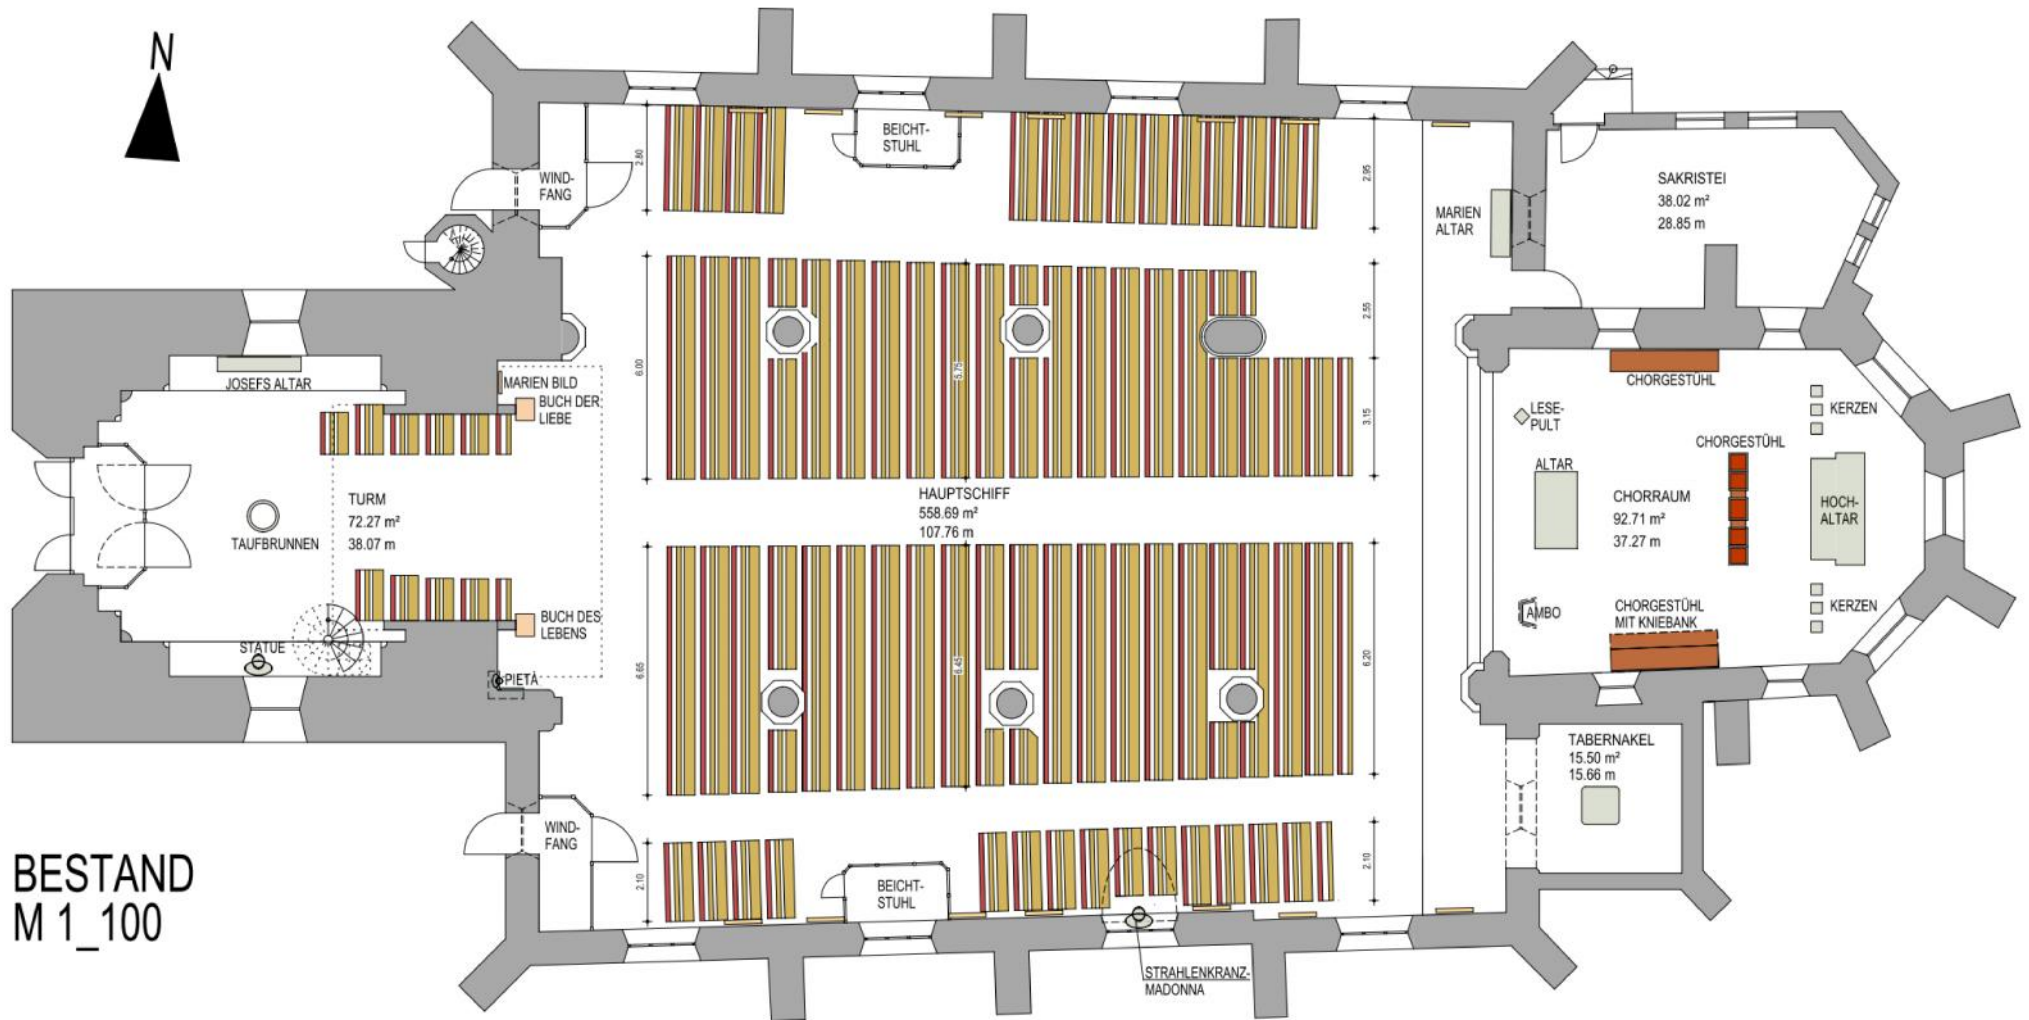 N
WIND-
FANG
BEICHT-
STUHL
2.80
2.95
MARIEN
ALTAR
SAKRISTEI
38.02 m²
28.85 m
JOSEFS ALTAR
MARIEN BILD
BUCH DER
LIEBE
6.00
5.75
2.55
3.15
CHORGESTÜHL
LESE-
PULT
KERZEN
CHORGESTÜHL
ALTAR
TURM
72.27 m²
38.07 m
TAUFBRUNNEN
HAUPTSCHIFF
558.69 m²
107.76 m
CHORRAUM
92.71 m²
37.27 m
HOCH-
ALTAR
BUCH DES
LEBENS
AMBO
CHORGESTÜHL
MIT KNIEBANK
KERZEN
STATUE
PIETÀ
6.65
6.45
6.20
TABERNAKEL
15.50 m²
15.66 m
WIND-
FANG
2.10
BEICHT-
STUHL
2.10
BESTAND
M 1_100
STRAHLENKRANZ-
MADONNA